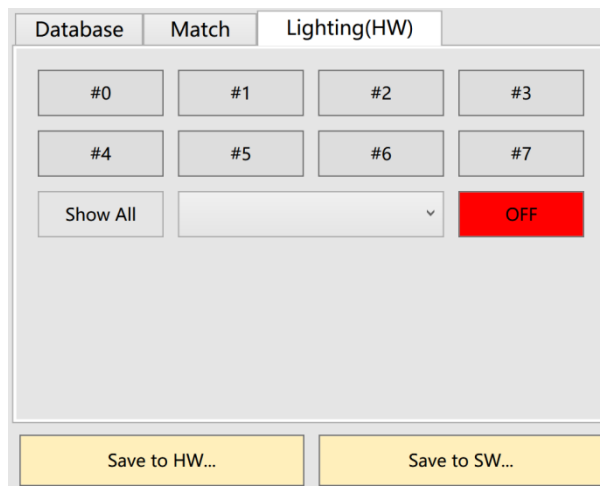 Database Match Lighting(HW)
#0 #1 #2 #3
#4 #5 #6 #7
Show All OFF
Save to HW... Save to SW...